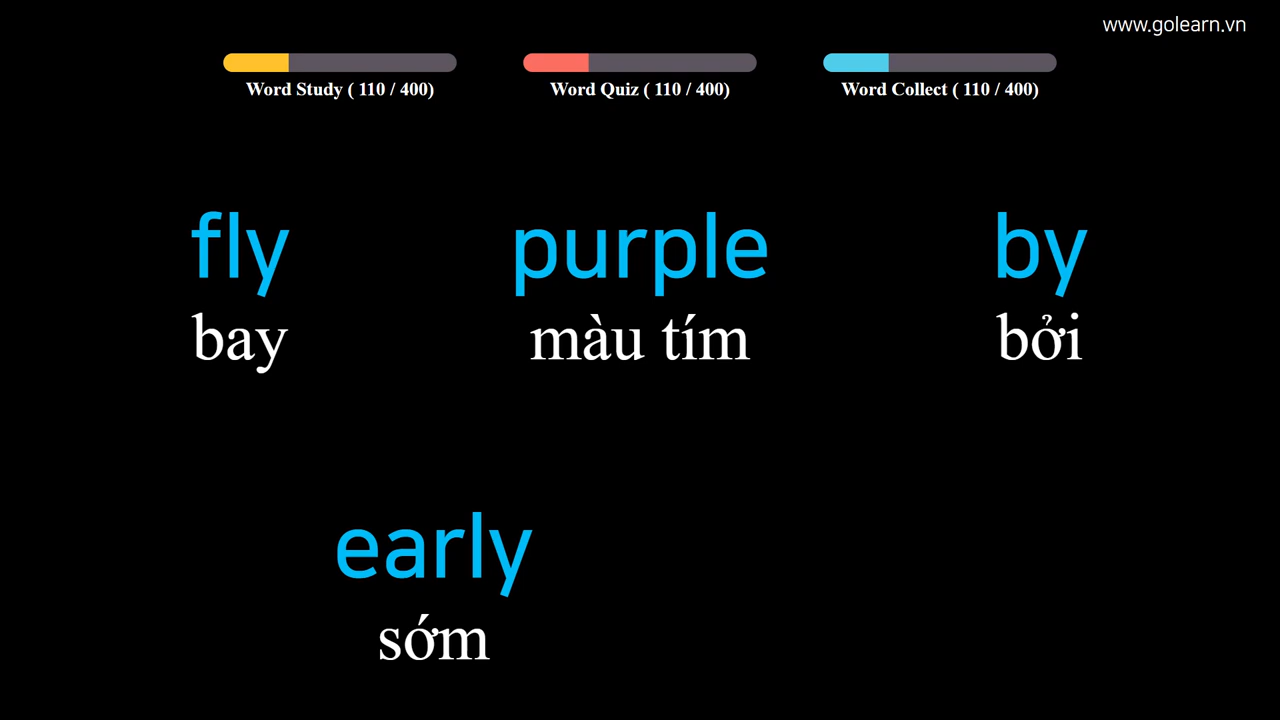 www.golearn.vn
Word Study ( 110 / 400)
Word Quiz ( 110 / 400)
Word Collect ( 110 / 400)
fly
bay
purple
màu tím
by
bởi
early
sớm